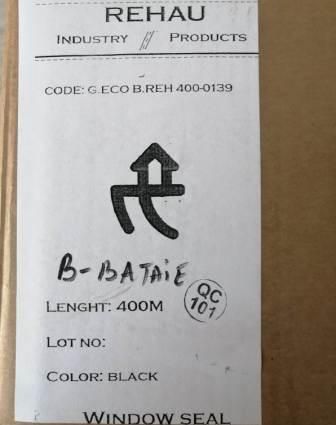 REHAU
INDUSTRY // PRODUCTS
CODE: G.ECO B.REH 400-0139
B-BATAIE
LENGHT: 400M
QC
101
LOT NO:
COLOR: BLACK
WINDOW SEAL